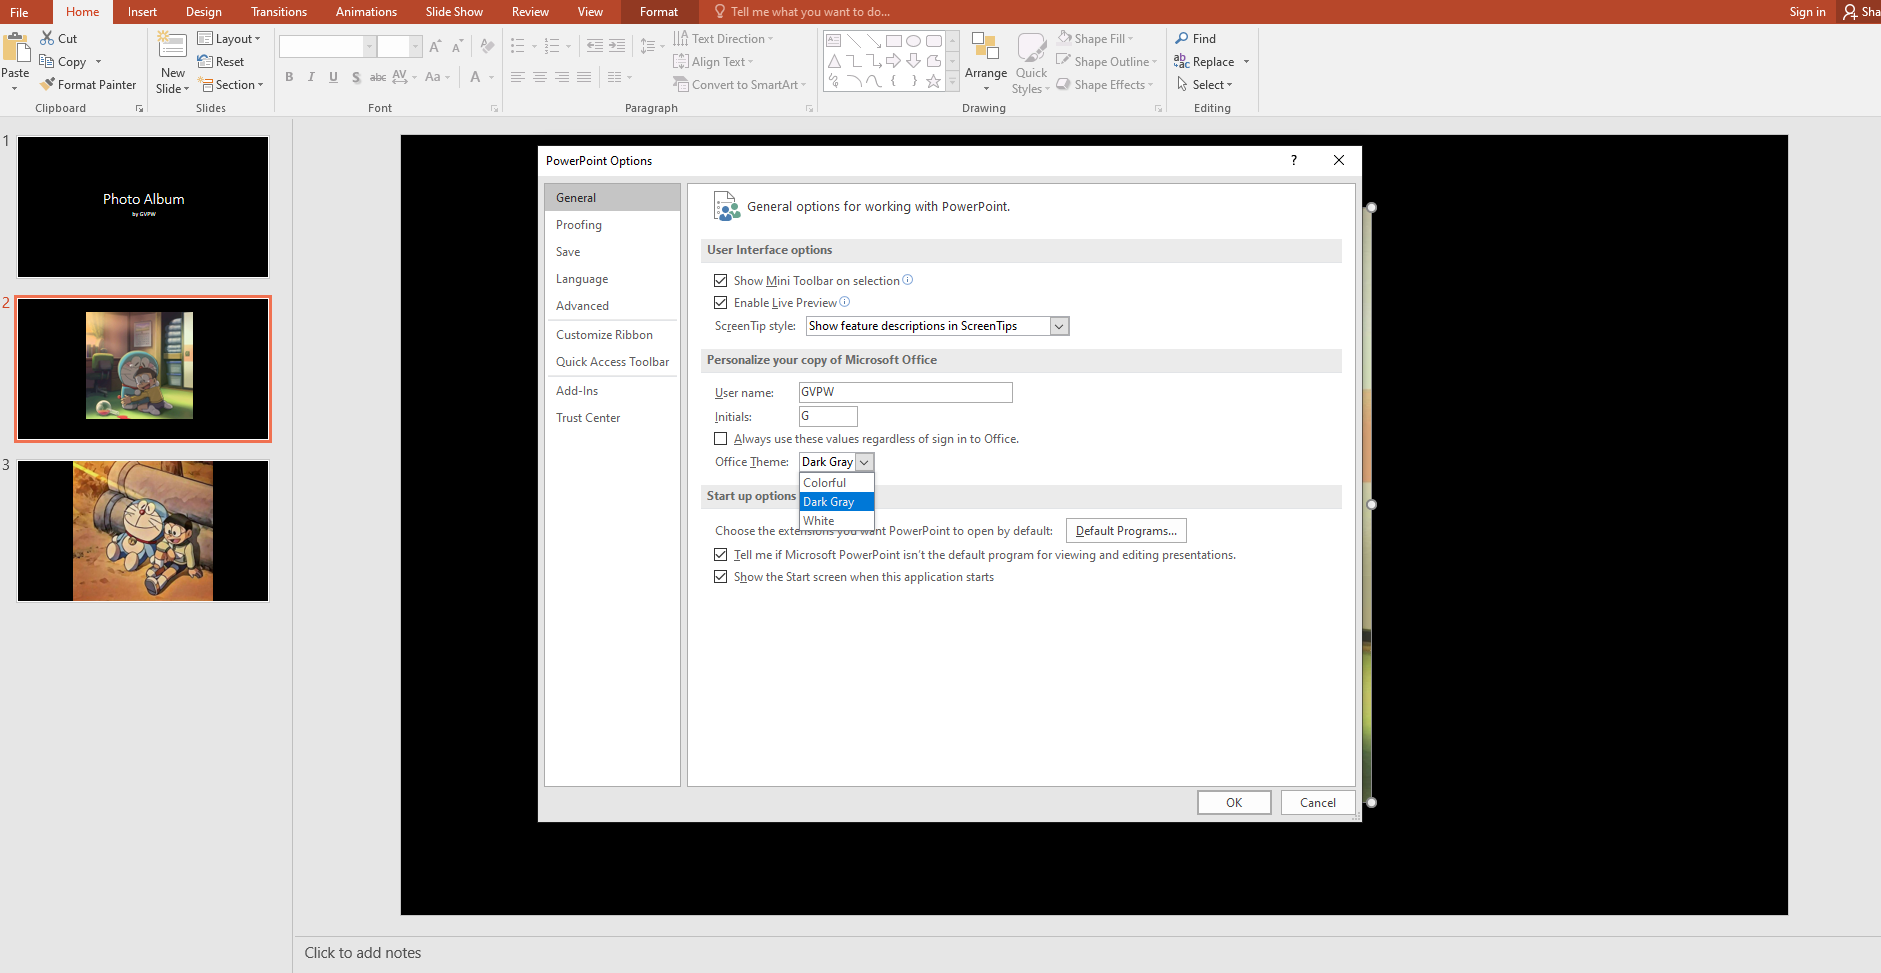 File Home Insert Design Transitions Animations Slide Show Review View Format Tell me what you want to do... Sign in Sha
Paste
Cut
Copy
Format Painter
Clipboard
New
Slide
Layout
Reset
Section
Slides
B I U S abc AV Aa A
Font
Text Direction
Align Text
Convert to SmartArt
Paragraph
Arrange
Quick
Styles
Shape Fill
Shape Outline
Shape Effects
Drawing
Find
Replace
Select
Editing
1
Photo Album
by GVPW
2
3
PowerPoint Options
?
General
Proofing
Save
Language
Advanced
Customize Ribbon
Quick Access Toolbar
Add-Ins
Trust Center
General options for working with PowerPoint.
User Interface options
Show Mini Toolbar on selection
Enable Live Preview
ScreenTip style: Show feature descriptions in ScreenTips
Personalize your copy of Microsoft Office
User name: GVPW
Initials: G
Always use these values regardless of sign in to Office.
Office Theme: Dark Gray
Colorful
Dark Gray
White
Start up options
Choose the extensions you want PowerPoint to open by default: Default Programs...
Tell me if Microsoft PowerPoint isn't the default program for viewing and editing presentations.
Show the Start screen when this application starts
OK Cancel
Click to add notes